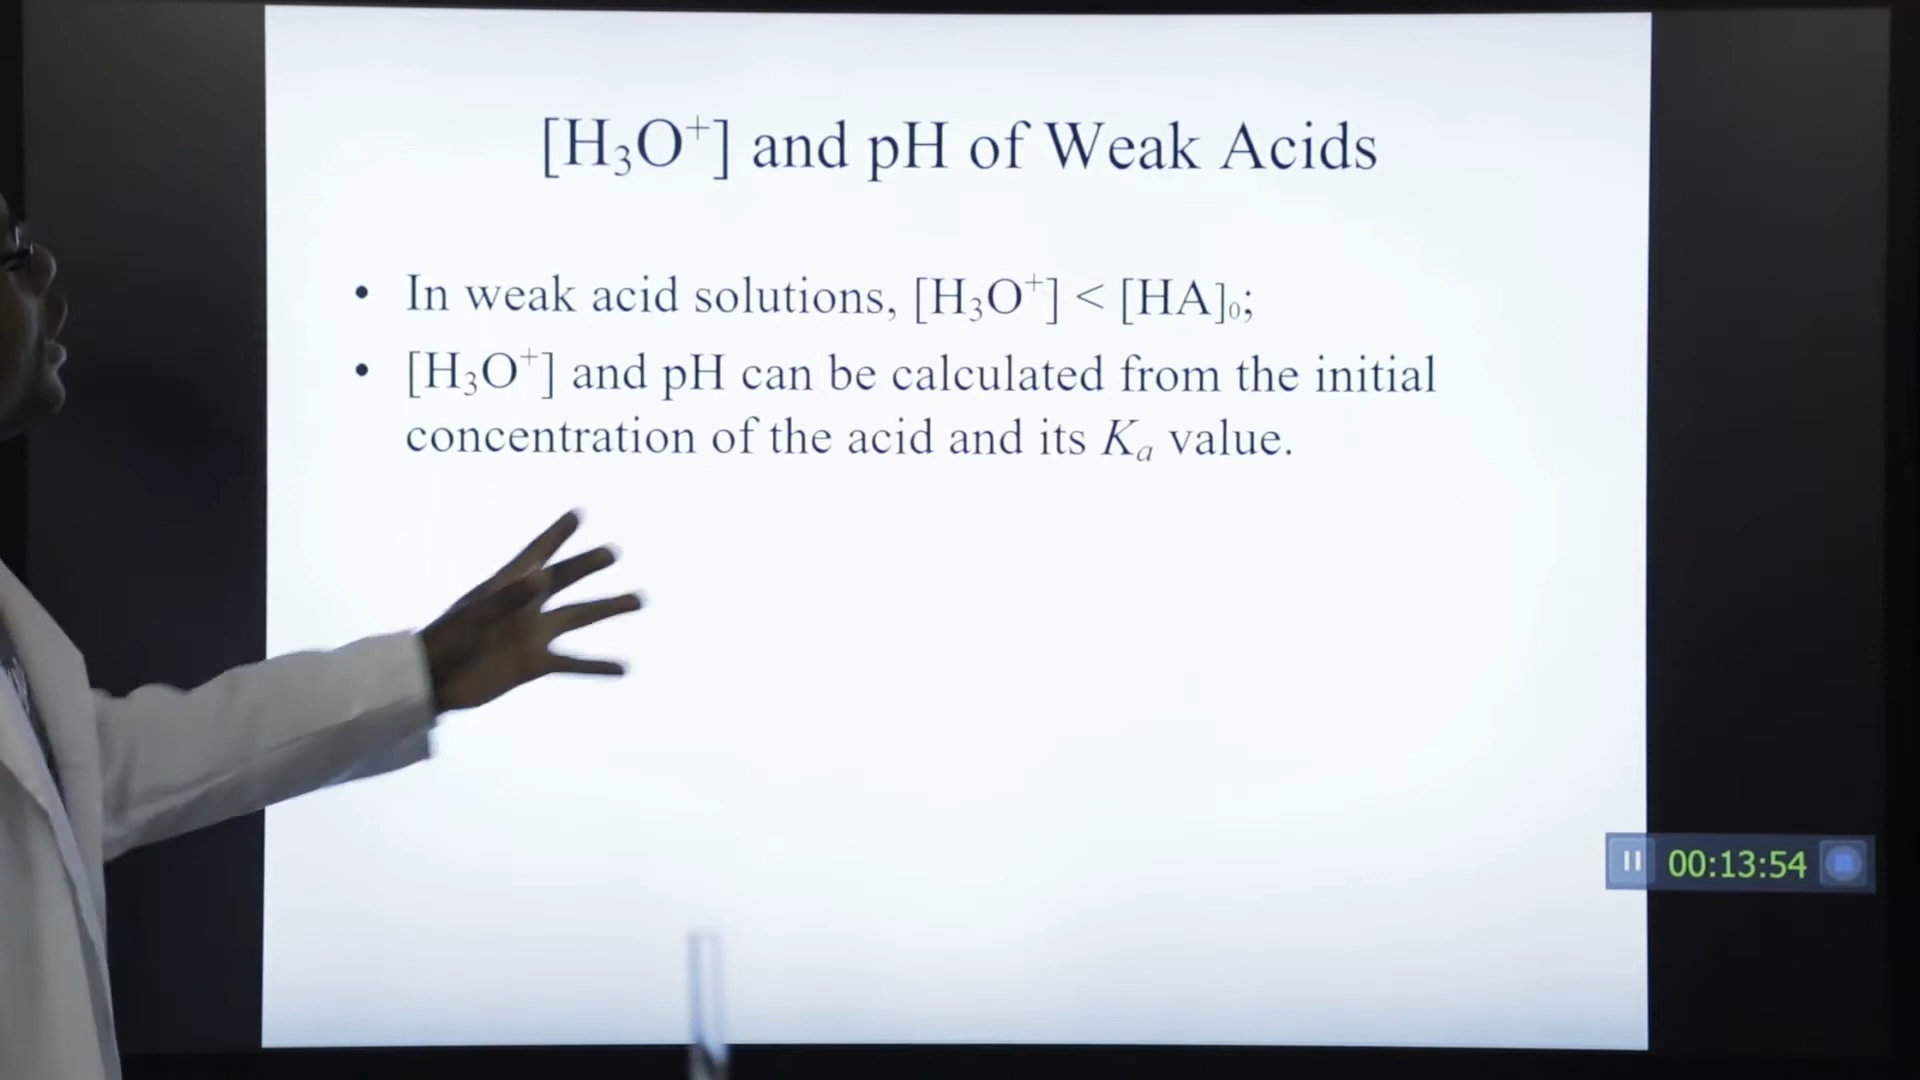 [H₃O⁺] and pH of Weak Acids
• In weak acid solutions, [H₃O⁺] < [HA]₀;
• [H₃O⁺] and pH can be calculated from the initial
concentration of the acid and its Kₐ value.
00:13:54